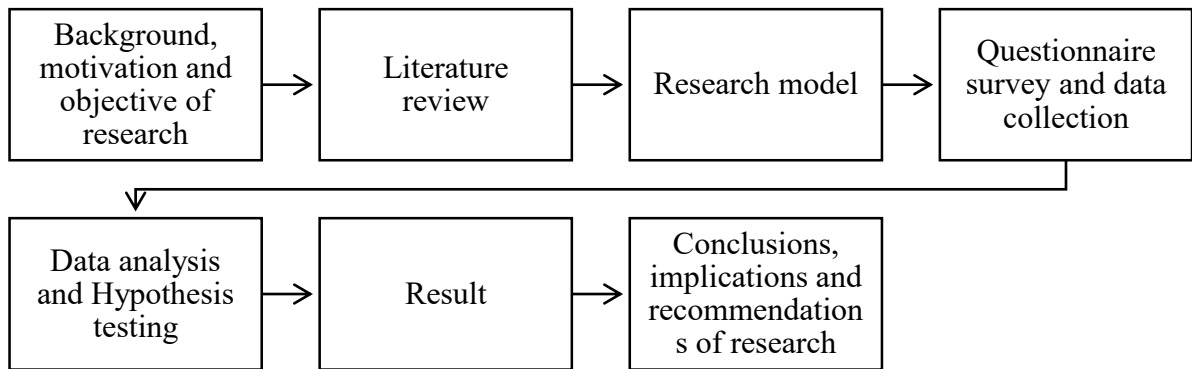 Background,
motivation and
objective of
research
Literature
review
Research model
Questionnaire
survey and data
collection
Data analysis
and Hypothesis
testing
Result
Conclusions,
implications and
recommendation
s of research